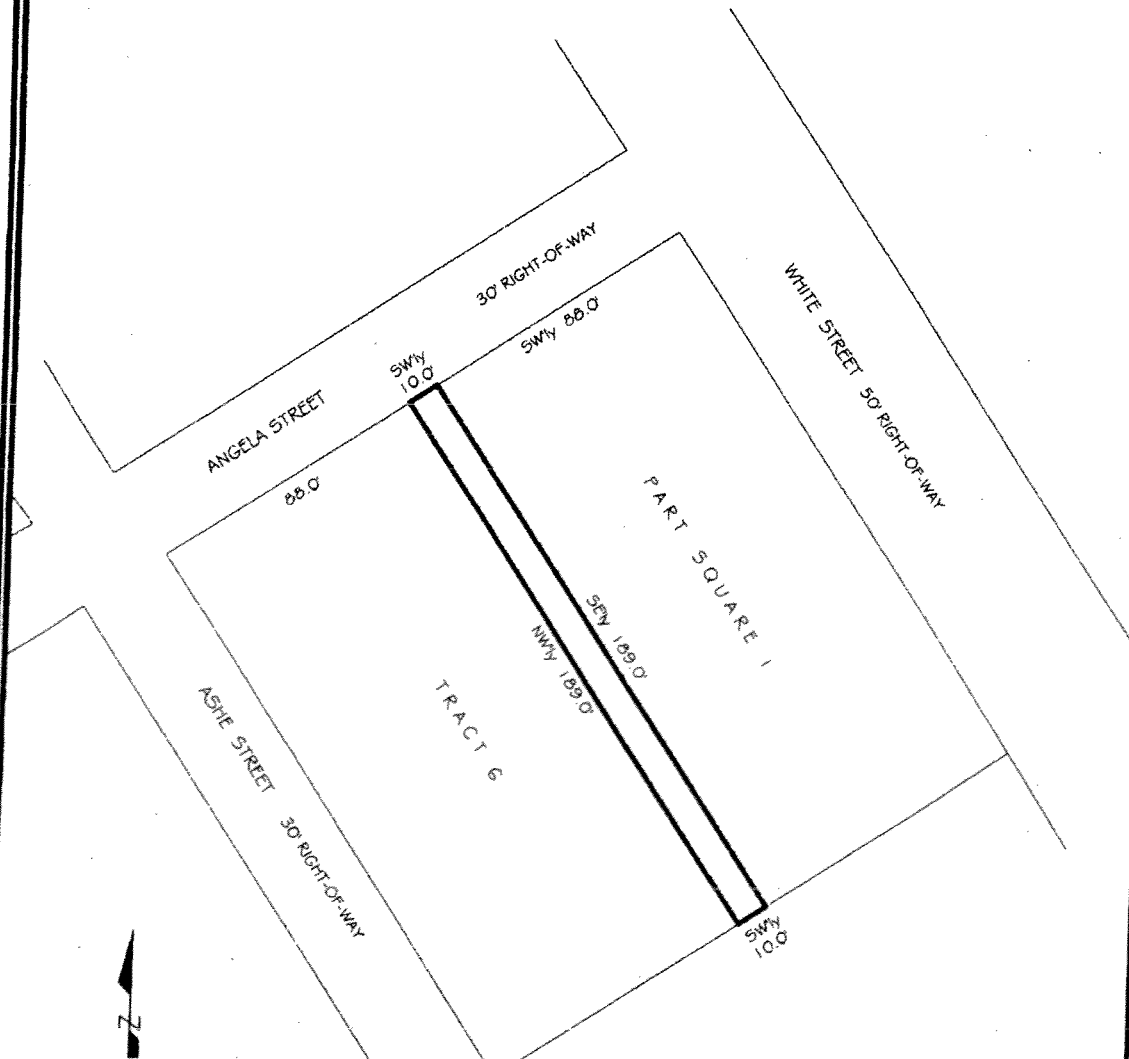 30' RIGHT-OF-WAY
SW'ly 88.0'
WHITE STREET 50' RIGHT-OF-WAY
SW'ly
10.0'
ANGELA STREET
88.0'
PART SQUARE 1
SE'ly 189.0'
NW'ly 189.0'
TRACT 6
ASHE STREET 30' RIGHT-OF-WAY
SW'ly
10.0'
N